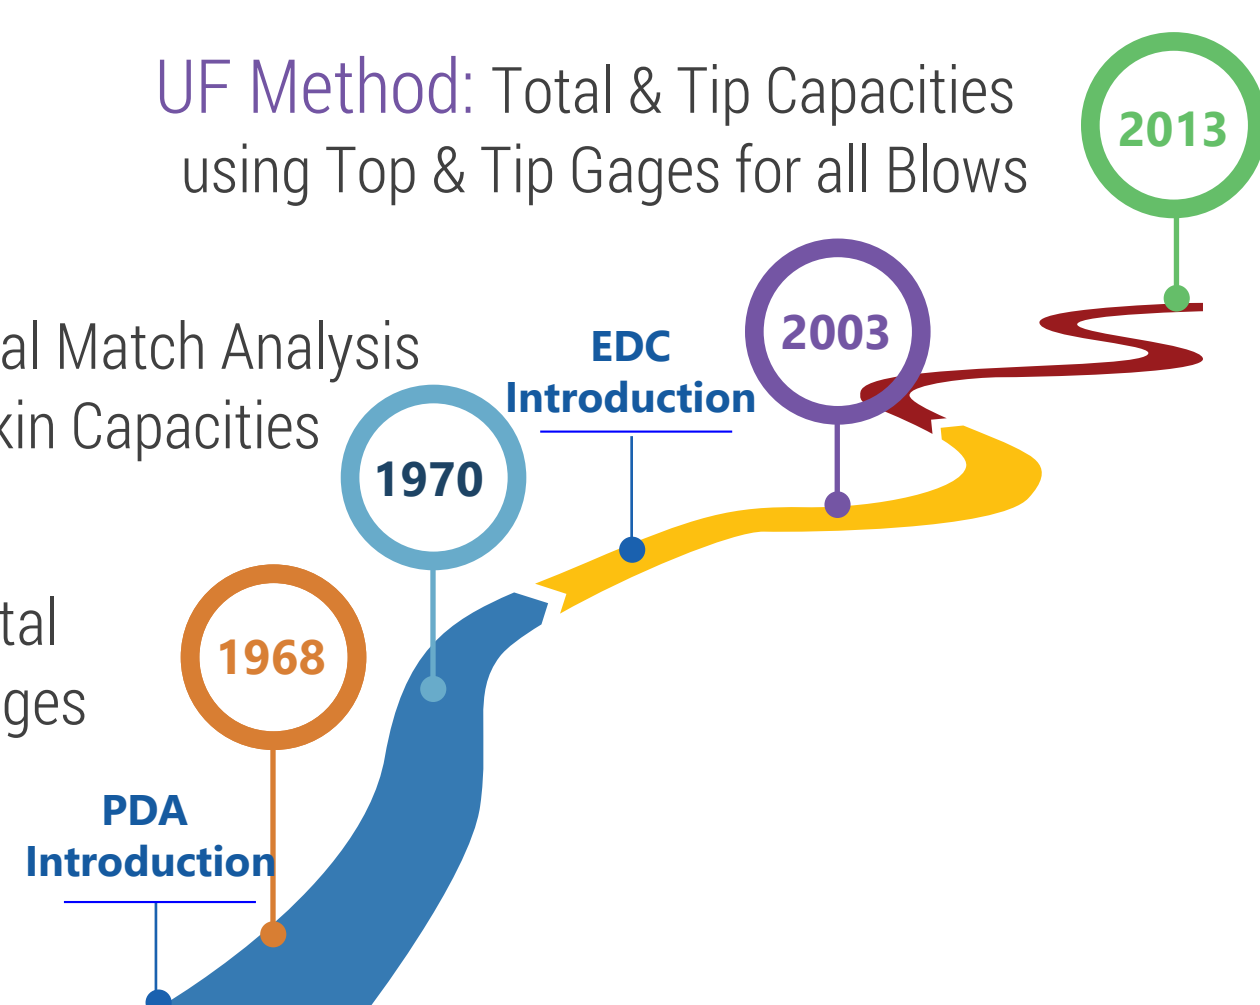 UF Method: Total & Tip Capacities
using Top & Tip Gages for all Blows
2013
2003
al Match Analysis
kin Capacities
EDC
Introduction
1970
tal
ges
1968
PDA
Introduction